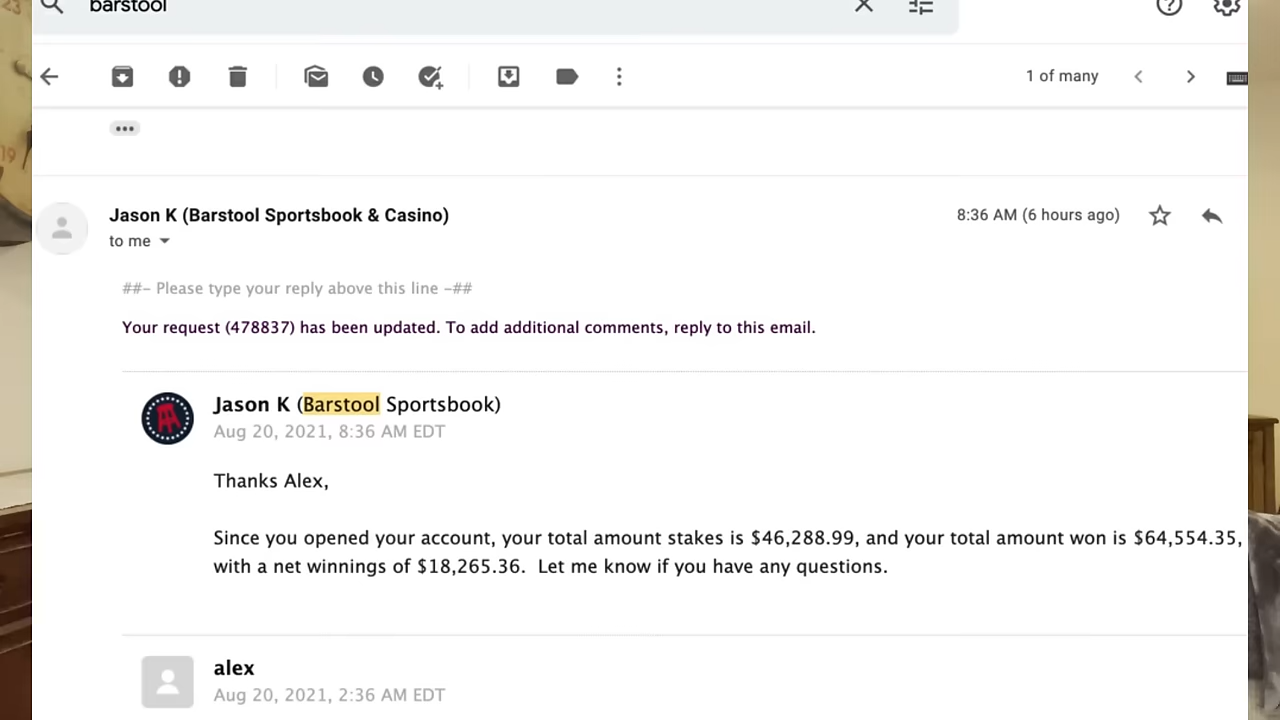 barstool
1 of many
Jason K (Barstool Sportsbook & Casino)
8:36 AM (6 hours ago)
to me
##- Please type your reply above this line -##
Your request (478837) has been updated. To add additional comments, reply to this email.
Jason K (Barstool Sportsbook)
Aug 20, 2021, 8:36 AM EDT
Thanks Alex,
Since you opened your account, your total amount stakes is $46,288.99, and your total amount won is $64,554.35,
with a net winnings of $18,265.36.  Let me know if you have any questions.
alex
Aug 20, 2021, 2:36 AM EDT
19